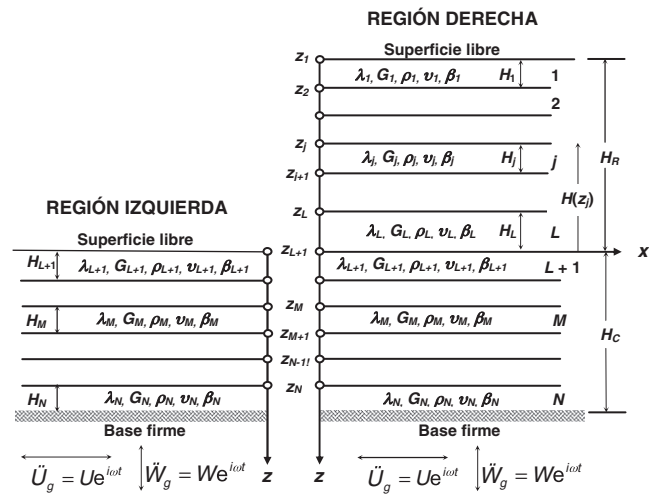 REGIÓN DERECHA
Superficie libre
z1
λ1, G1, ρ1, υ1, β1
H1
1
z2
2
zj
λj, Gj, ρj, υj, βj
Hj
j
HR
zj+1
H(zj)
zL
λL, GL, ρL, υL, βL
HL
L
REGIÓN IZQUIERDA
Superficie libre
zL+1
x
HL+1
λL+1, GL+1, ρL+1, υL+1, βL+1
λL+1, GL+1, ρL+1, υL+1, βL+1
L + 1
zM
HM
λM, GM, ρM, υM, βM
λM, GM, ρM, υM, βM
M
zM+1
HC
zN-1!
zN
HN
λN, GN, ρN, υN, βN
λN, GN, ρN, υN, βN
N
Base firme
Base firme
Üg = Ueiωt
Ẅg = Weiωt
z
z
Üg = Ueiωt
Ẅg = Weiωt